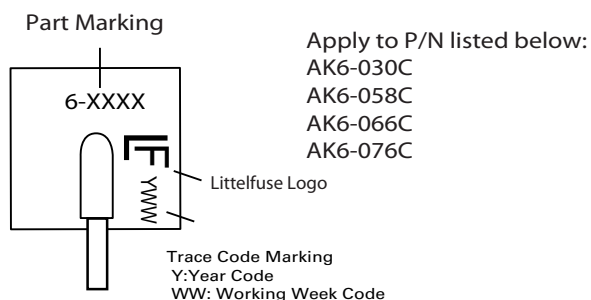 Part Marking
6-XXXX
YWW
Littelfuse Logo
Trace Code Marking
Y:Year Code
WW: Working Week Code
Apply to P/N listed below:
AK6-030C
AK6-058C
AK6-066C
AK6-076C